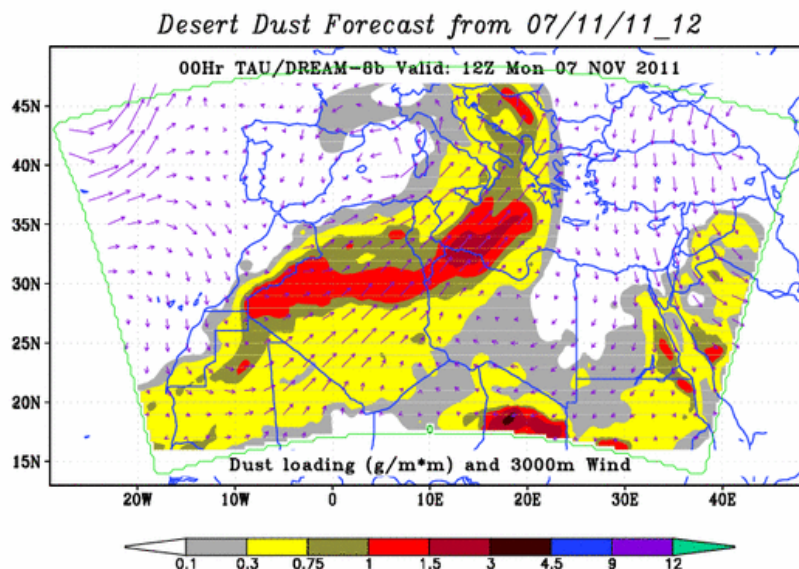 Desert Dust Forecast from 07/11/11_12
00Hr TAU/DREAM-8b Valid: 12Z Mon 07 NOV 2011
45N
40N
35N
30N
25N
20N
15N
0
Dust loading (g/m*m) and 3000m Wind
20W 10W 0 10E 20E 30E 40E
0.1 0.3 0.75 1 1.5 3 4.5 6 9 12